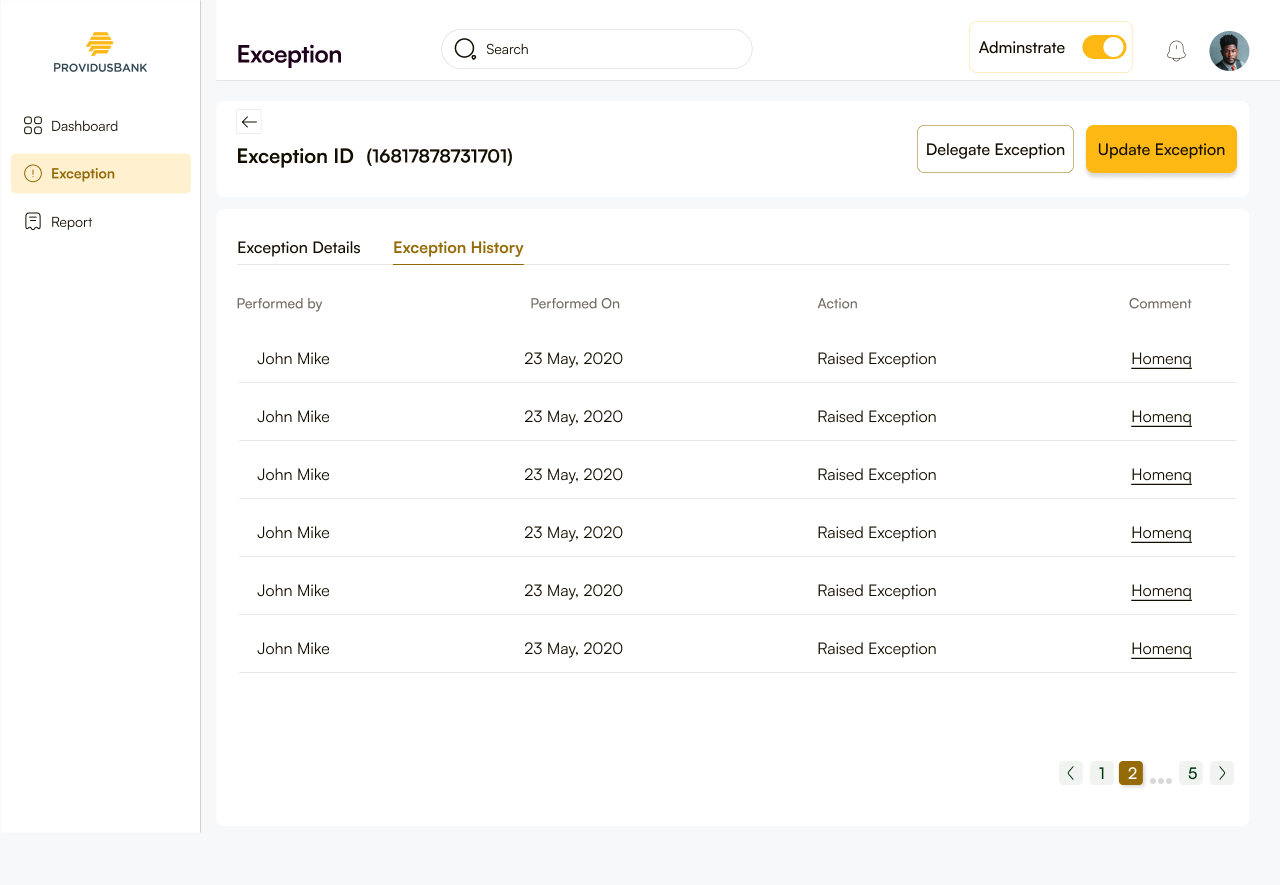 PROVIDUSBANK
Dashboard
Exception
Report
Exception
Search
Adminstrate
Exception ID (16817878731701)
Delegate Exception
Update Exception
Exception Details Exception History
Performed by Performed On Action Comment
John Mike 23 May, 2020 Raised Exception Homenq
John Mike 23 May, 2020 Raised Exception Homenq
John Mike 23 May, 2020 Raised Exception Homenq
John Mike 23 May, 2020 Raised Exception Homenq
John Mike 23 May, 2020 Raised Exception Homenq
John Mike 23 May, 2020 Raised Exception Homenq
1 2 ... 5